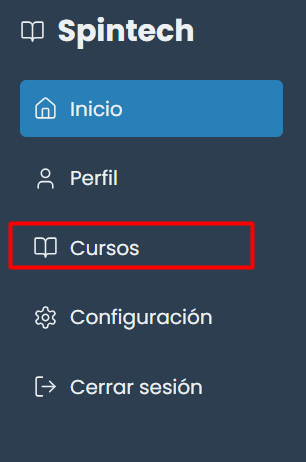 Spintech
Inicio
Perfil
Cursos
Configuración
Cerrar sesión